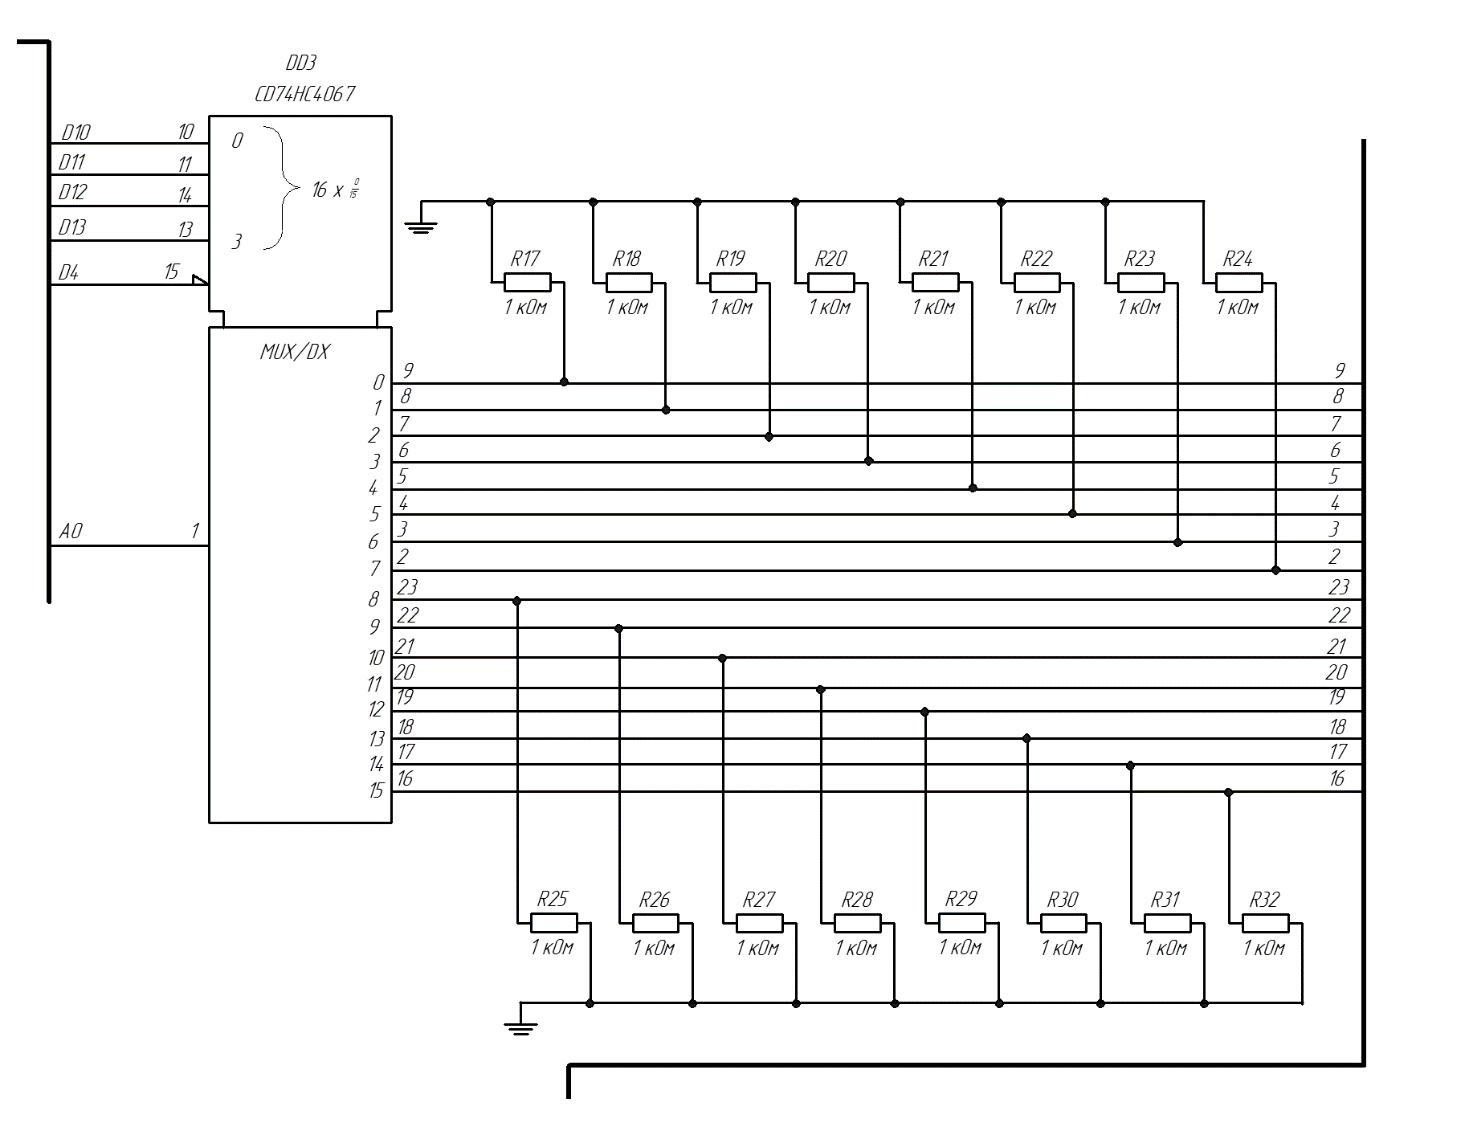 DD3
CD74HC4067
D10 10 0
D11 11
16 x 0/15
D12 14
D13 13 3
D4 15
R17 R18 R19 R20 R21 R22 R23 R24
1 кОм 1 кОм 1 кОм 1 кОм 1 кОм 1 кОм 1 кОм 1 кОм
MUX/DX
0 9 9
1 8 8
2 7 7
3 6 6
4 5 5
5 4 4
A0 1
6 3 3
7 2 2
8 23 23
9 22 22
10 21 21
11 20 20
12 19 19
13 18 18
14 17 17
15 16 16
R25 R26 R27 R28 R29 R30 R31 R32
1 кОм 1 кОм 1 кОм 1 кОм 1 кОм 1 кОм 1 кОм 1 кОм